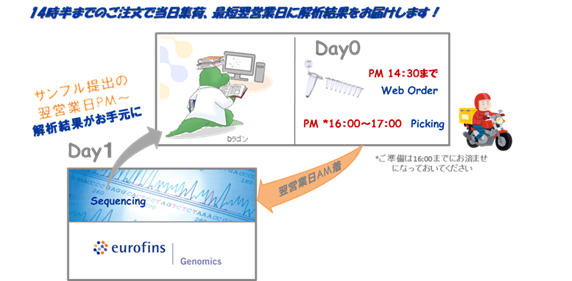 14時半までのご注文で当日集荷、最短翌営業日に解析結果をお届けします!
Day0
PM 14:30まで
Web Order
PM *16:00~17:00 Picking
サンプル提出の
翌営業日PM~
解析結果がお手元に
Dラゴン
*ご準備は16:00までにお済ませ
になっておいてください
Day1
翌営業日AM着
Sequencing
eurofins
Genomics